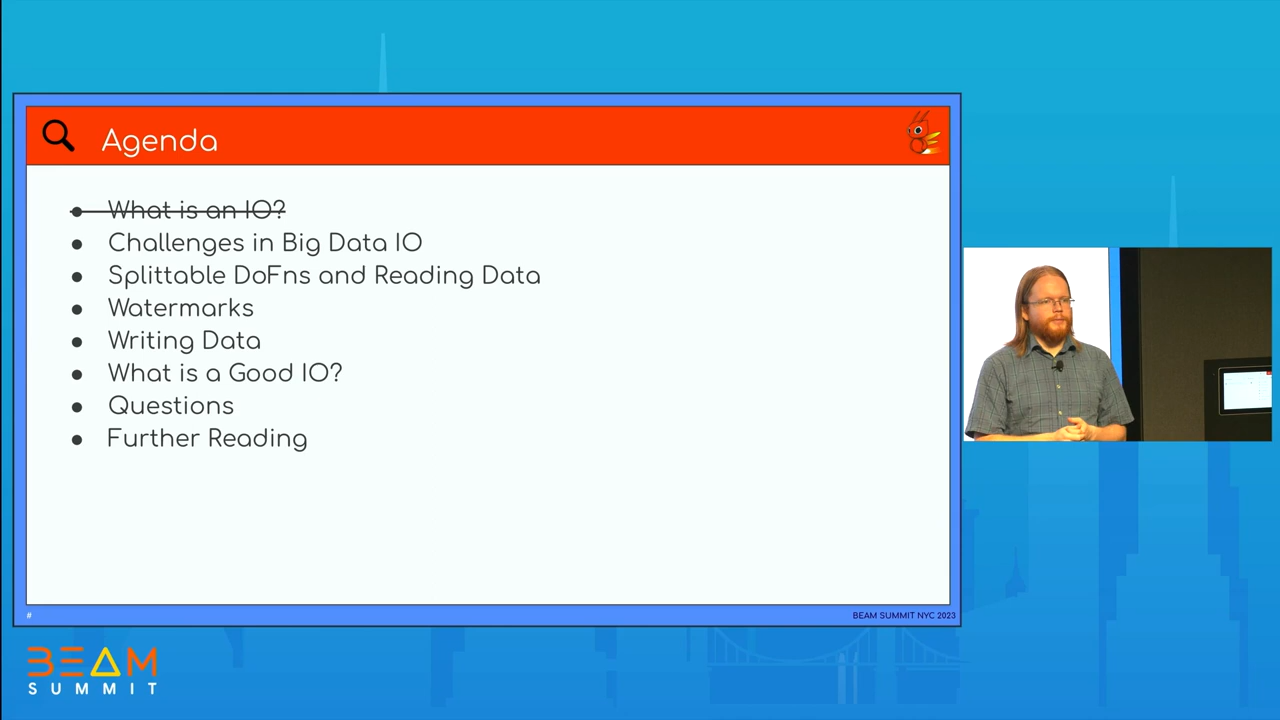 Agenda
● What is an IO?
● Challenges in Big Data IO
● Splittable DoFns and Reading Data
● Watermarks
● Writing Data
● What is a Good IO?
● Questions
● Further Reading
#
BEAM SUMMIT NYC 2023
BEAM
SUMMIT